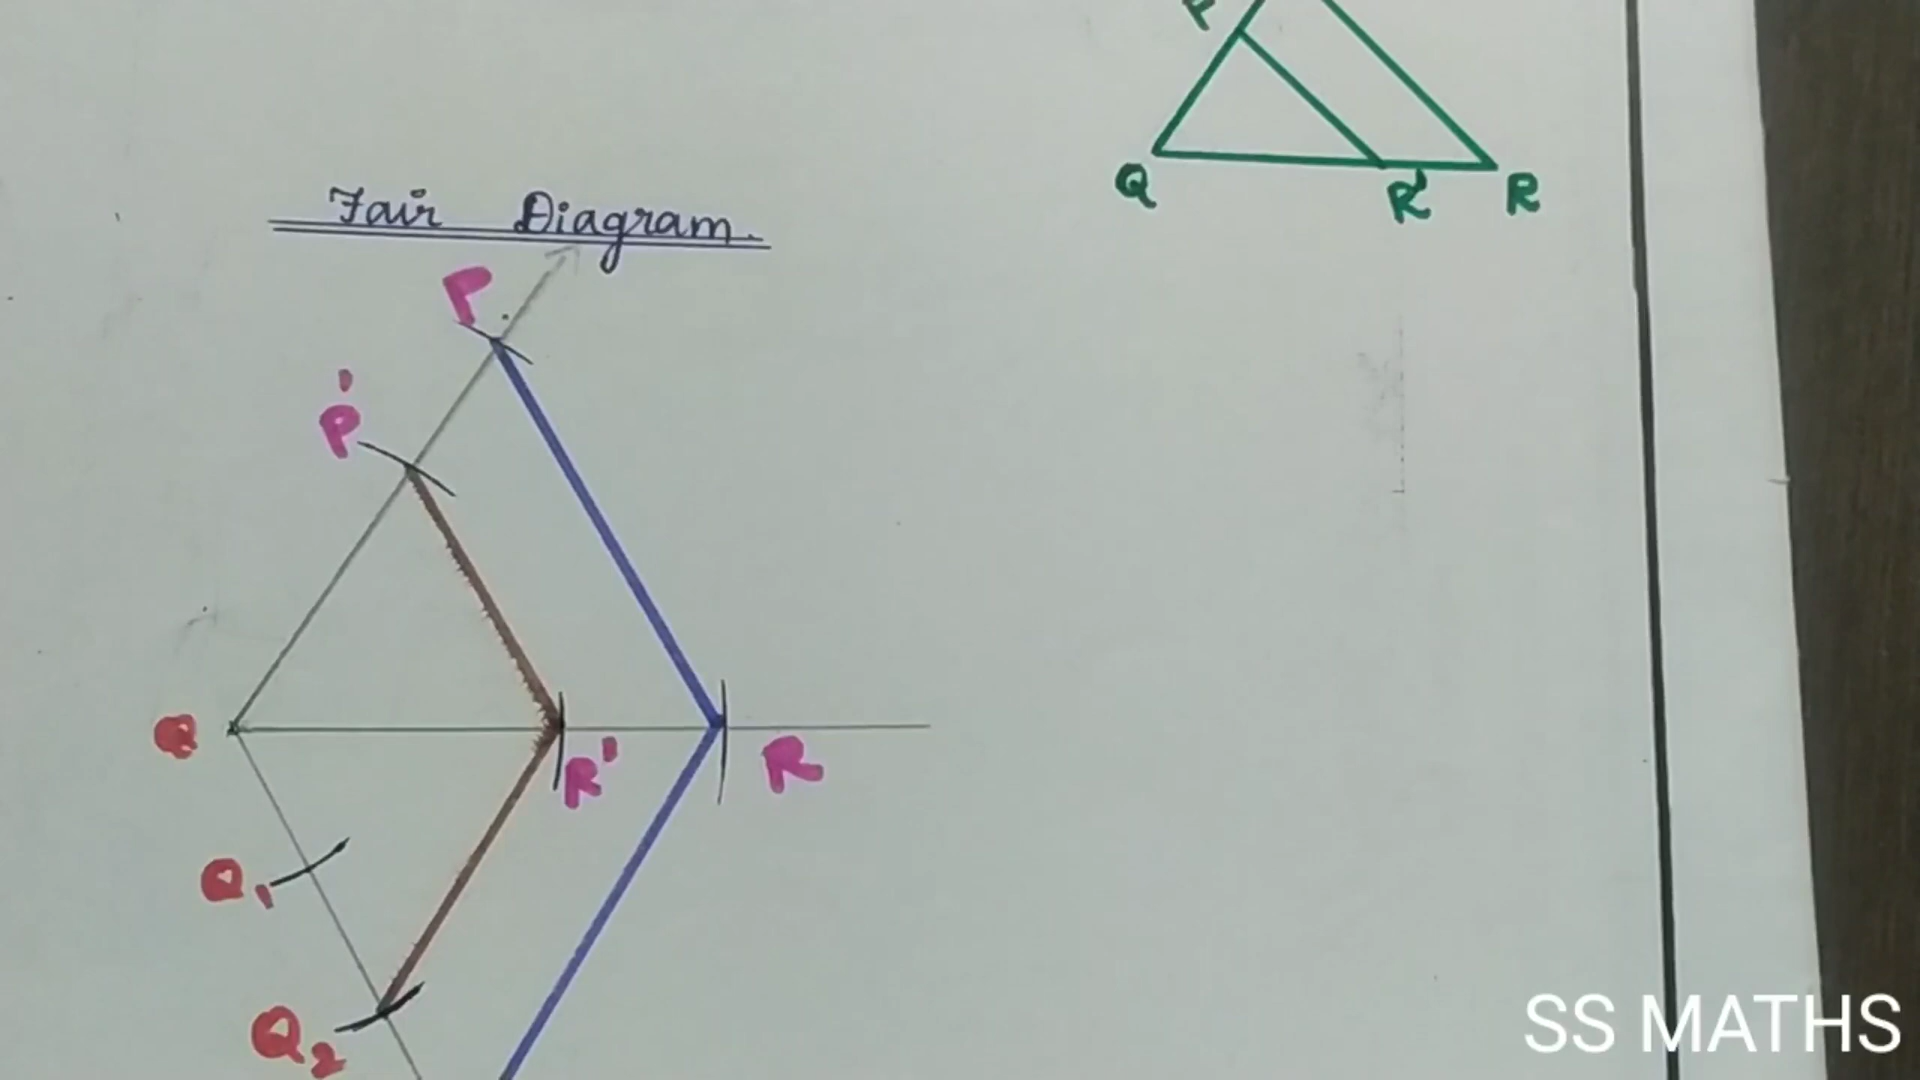 Q R' R
Fair Diagram.
P
P'
Q
R' R
Q1
Q2
SS MATHS